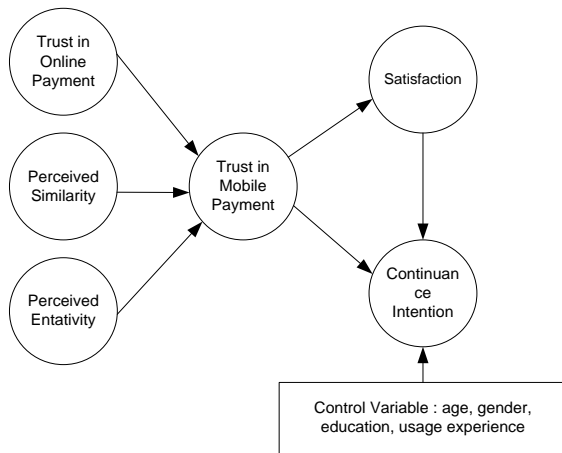 Trust in
Online
Payment
Satisfaction
Perceived
Similarity
Trust in
Mobile
Payment
Perceived
Entativity
Continuan
ce
Intention
Control Variable : age, gender,
education, usage experience